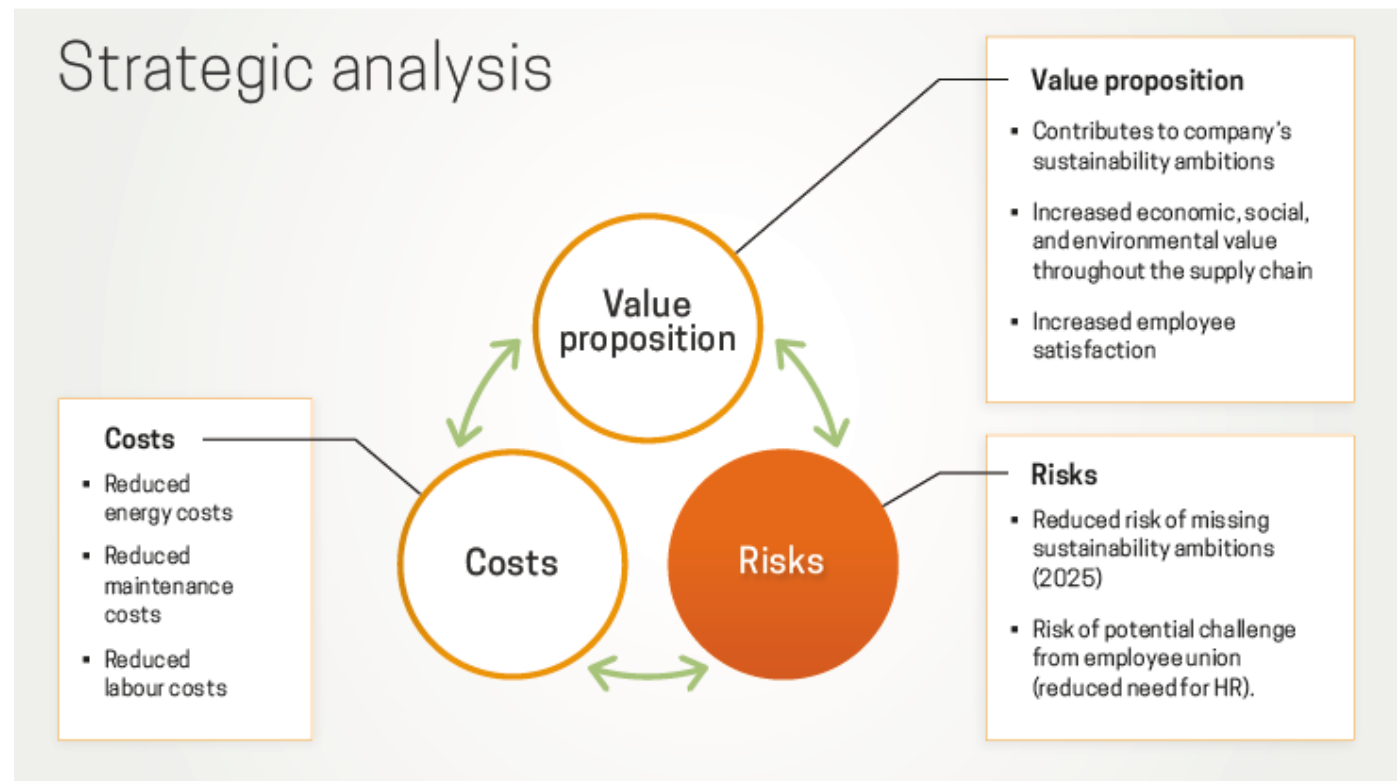 Strategic analysis
Value proposition
▪ Contributes to company's
sustainability ambitions
▪ Increased economic, social,
and environmental value
throughout the supply chain
▪ Increased employee
satisfaction
Value
proposition
Costs
▪ Reduced
energy costs
▪ Reduced
maintenance
costs
▪ Reduced
labour costs
Costs
Risks
Risks
▪ Reduced risk of missing
sustainability ambitions
(2025)
▪ Risk of potential challenge
from employee union
(reduced need for HR).